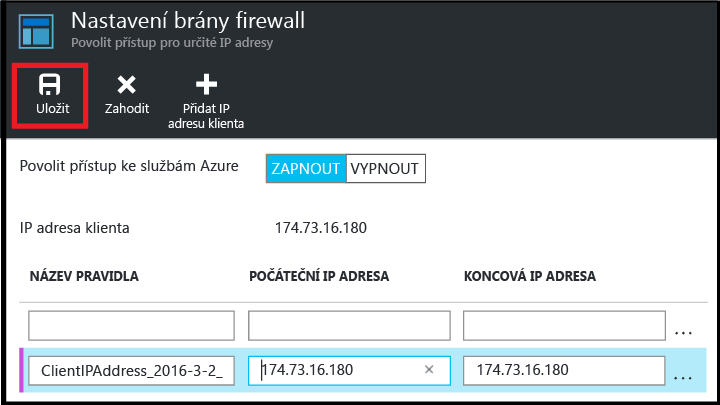 Nastavení brány firewall
Povolit přístup pro určité IP adresy
Uložit Zahodit Přidat IP
adresu klienta
Povolit přístup ke službám Azure ZAPNOUT VYPNOUT
IP adresa klienta 174.73.16.180
NÁZEV PRAVIDLA POČÁTEČNÍ IP ADRESA KONCOVÁ IP ADRESA
...
ClientIPAddress_2016-3-2_ 174.73.16.180 × 174.73.16.180 ...